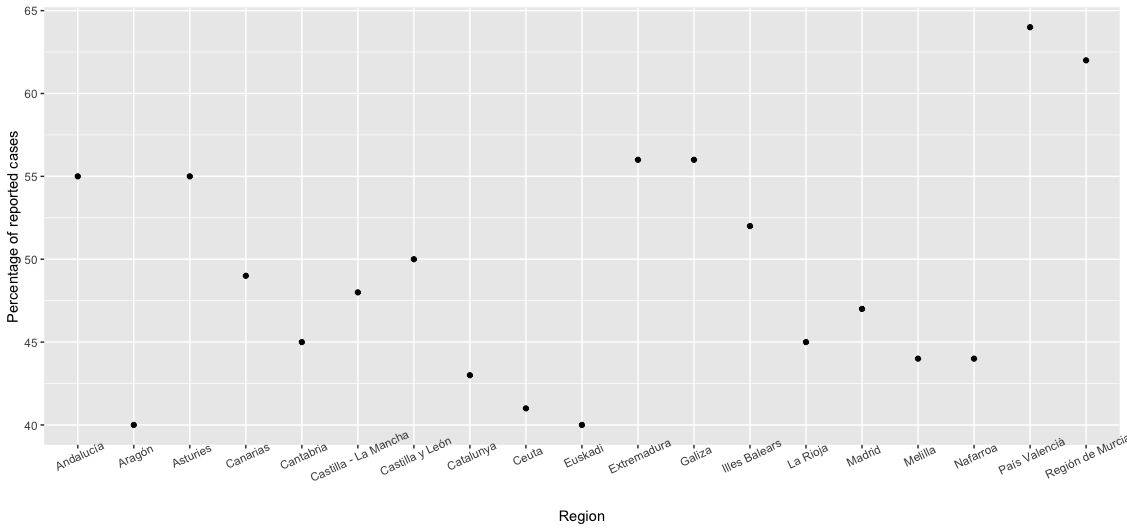 65
60
55
50
45
40
Percentage of reported cases
Andalucía
Aragón
Asturies
Canarias
Cantabria
Castilla - La Mancha
Castilla y León
Catalunya
Ceuta
Euskadi
Extremadura
Galiza
Illes Balears
La Rioja
Madrid
Melilla
Nafarroa
País Valencià
Región de Murcia
Region